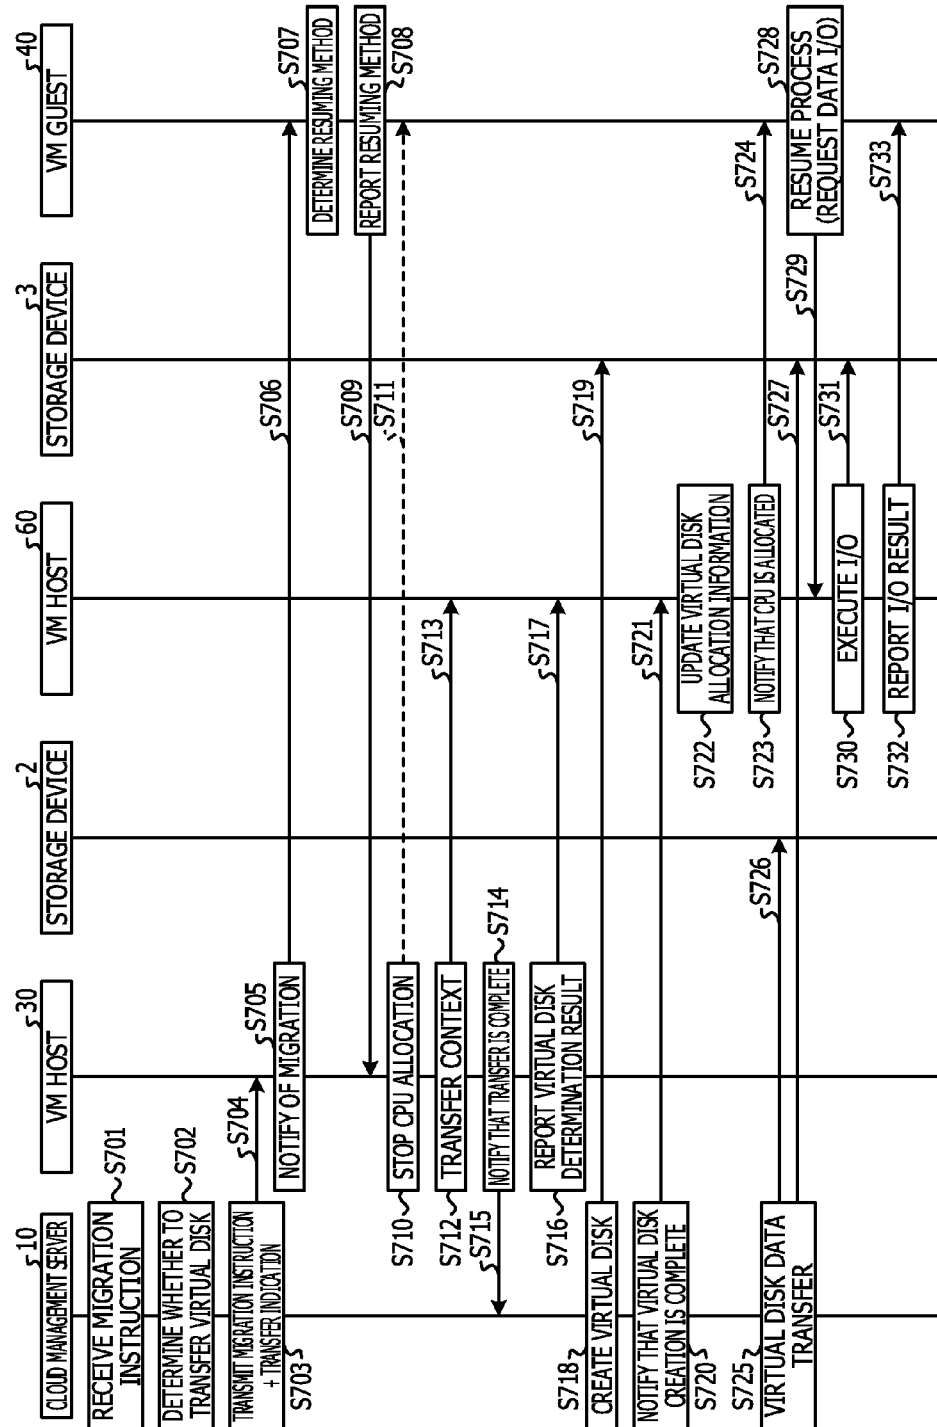 10
CLOUD MANAGEMENT SERVER
30
VM HOST
2
STORAGE DEVICE
60
VM HOST
3
STORAGE DEVICE
40
VM GUEST
RECEIVE MIGRATION
INSTRUCTION
S701
DETERMINE WHETHER TO
TRANSFER VIRTUAL DISK
S702
TRANSMIT MIGRATION INSTRUCTION
+ TRANSFER INDICATION
S703
S704
S705
NOTIFY OF MIGRATION
S706
S707
DETERMINE RESUMING METHOD
REPORT RESUMING METHOD
S708
S709
S710
STOP CPU ALLOCATION
S711
S712
TRANSFER CONTEXT
S713
NOTIFY THAT TRANSFER IS COMPLETE
S714
S715
S716
REPORT VIRTUAL DISK
DETERMINATION RESULT
S717
S718
CREATE VIRTUAL DISK
S719
NOTIFY THAT VIRTUAL DISK
CREATION IS COMPLETE
S720
S721
S722
UPDATE VIRTUAL DISK
ALLOCATION INFORMATION
S723
NOTIFY THAT CPU IS ALLOCATED
S724
S725
VIRTUAL DISK DATA
TRANSFER
S726
S727
S728
RESUME PROCESS
(REQUEST DATA I/O)
S729
S730
EXECUTE I/O
S731
S732
REPORT I/O RESULT
S733